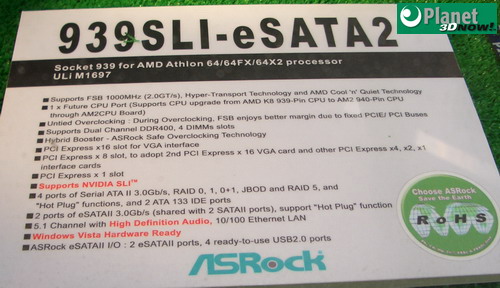 Planet
3DNOW!
939SLI-eSATA2
Socket 939 for AMD Athlon 64/64FX/64X2 processor
ULi M1697
Supports FSB 1000MHz (2.0GT/s), Hyper-Transport Technology and AMD Cool 'n' Quiet Technology
1 x Future CPU Port (Supports CPU upgrade from AMD K8 939-Pin CPU to AM2 940-Pin CPU
through AM2CPU Board)
Untied Overclocking : During Overclocking, FSB enjoys better margin due to fixed PCIE/ PCI Buses
Supports Dual Channel DDR400, 4 DIMMs slots
Hybrid Booster - ASRock Safe Overclocking Technology
PCI Express x16 slot for VGA interface
PCI Express x 8 slot, to adopt 2nd PCI Express x 16 VGA card and other PCI Express x4, x2, x1
interface cards
PCI Express x 1 slot
Supports NVIDIA SLI™
4 ports of Serial ATA II 3.0Gb/s, RAID 0, 1, 0+1, JBOD and RAID 5, and
"Hot Plug" functions, and 2 ATA 133 IDE ports
2 ports of eSATAII 3.0Gb/s (shared with 2 SATAII ports), support "Hot Plug" function
5.1 Channel with High Definition Audio, 10/100 Ethernet LAN
Windows Vista Hardware Ready
ASRock eSATAII I/O : 2 eSATAII ports, 4 ready-to-use USB2.0 ports
ASRock
Choose ASRock
Save the Earth
RoHS